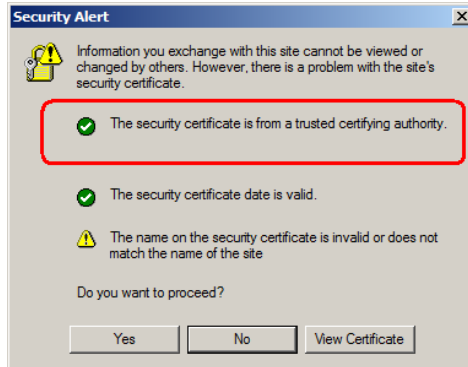 Security Alert
Information you exchange with this site cannot be viewed or
changed by others. However, there is a problem with the site's
security certificate.
The security certificate is from a trusted certifying authority.
The security certificate date is valid.
The name on the security certificate is invalid or does not
match the name of the site
Do you want to proceed?
Yes
No
View Certificate